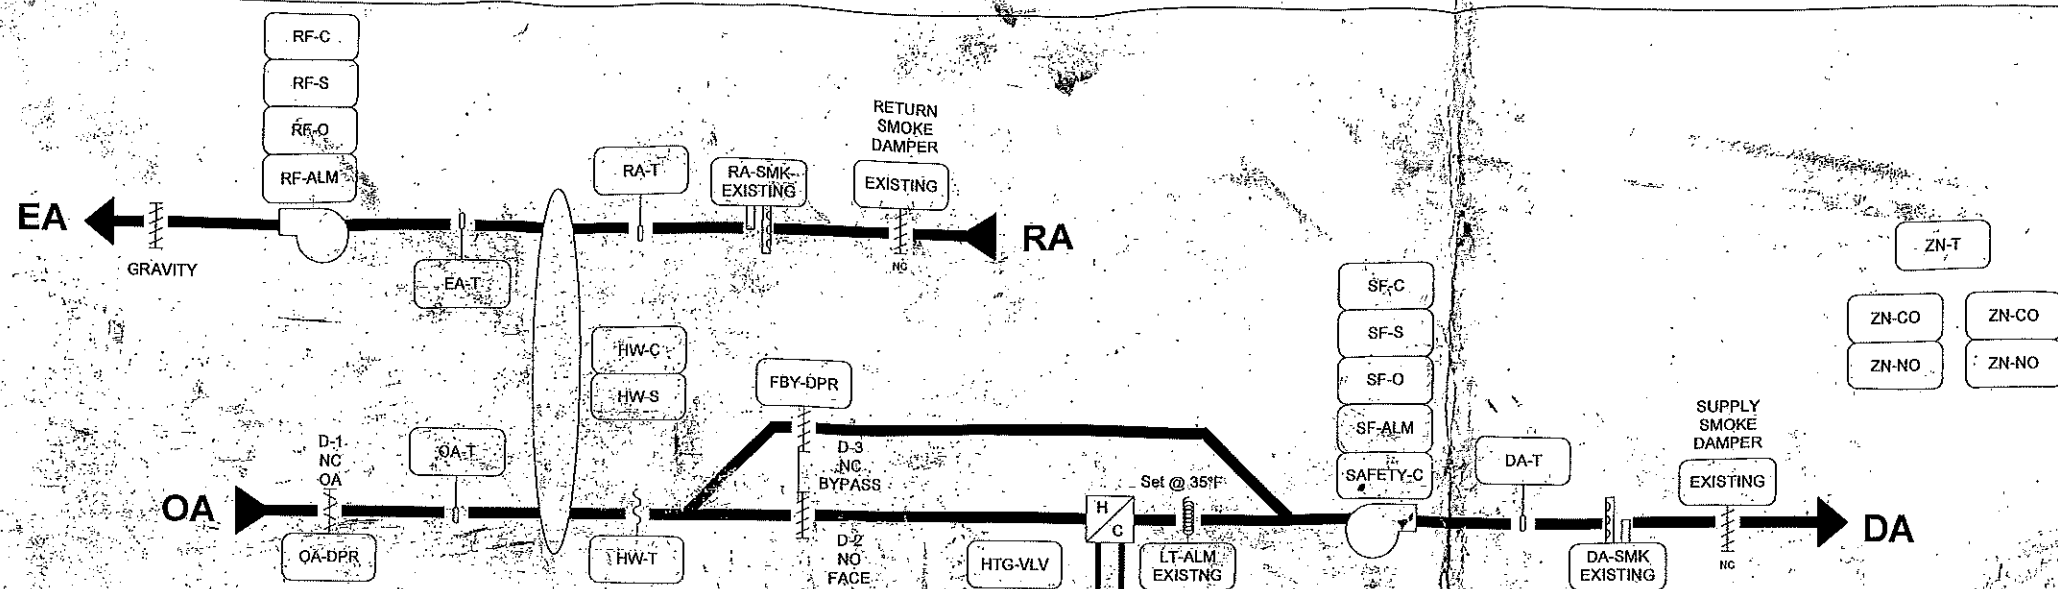 RF-C
RF-S
RF-O
RF-ALM
EA
GRAVITY
EA-T
RA-T
RA-SMK-
EXISTING
RETURN
SMOKE
DAMPER
EXISTING
NC
RA
ZN-T
ZN-CO
ZN-NO
ZN-CO
ZN-NO
HW-C
HW-S
FBY-DPR
D-3
NC
BYPASS
SF-C
SF-S
SF-O
SF-ALM
SAFETY-C
OA
D-1
NC
OA
OA-DPR
OA-T
HW-T
D-2
NO
FACE
HTG-VLV
H
C
Set @ 35°F
LT-ALM
EXISTNG
DA-T
DA-SMK
EXISTING
SUPPLY
SMOKE
DAMPER
EXISTING
NC
DA